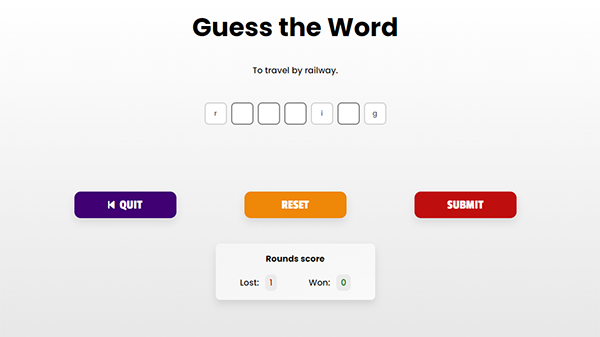 Guess the Word
To travel by railway.
r i g
QUIT RESET SUBMIT
Rounds score
Lost: 1 Won: 0